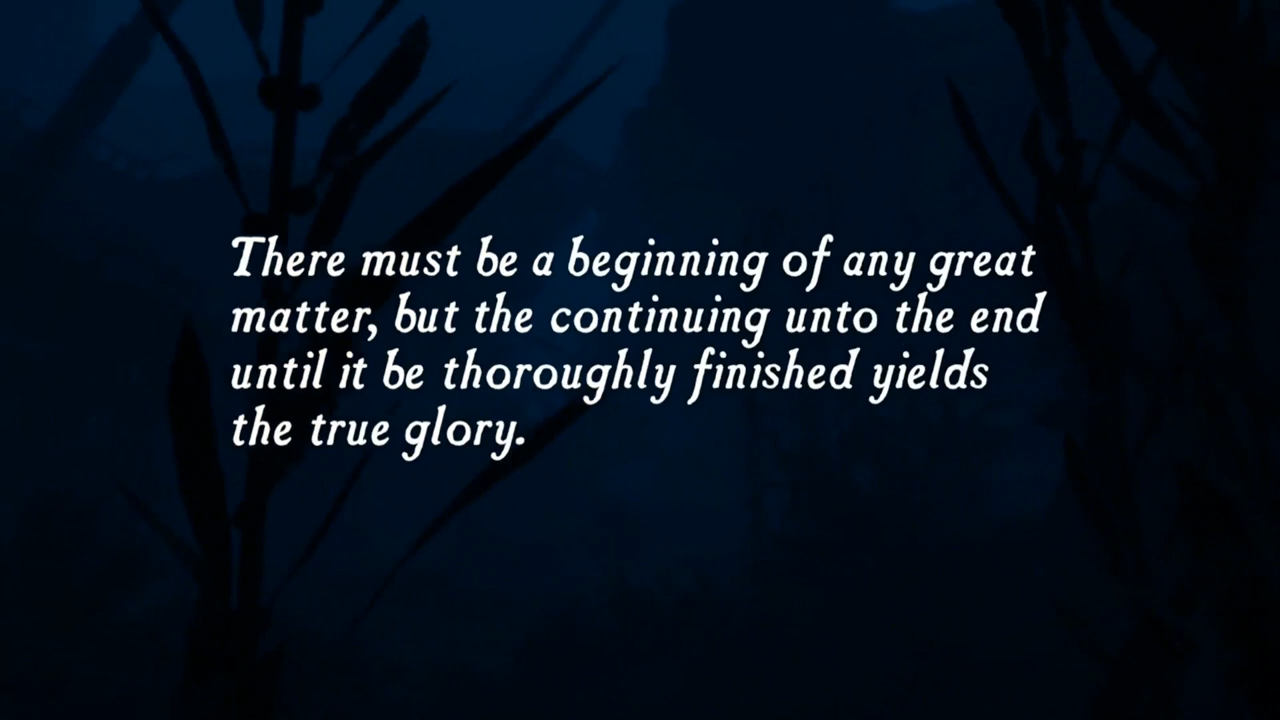 There must be a beginning of any great
matter, but the continuing unto the end
until it be thoroughly finished yields
the true glory.